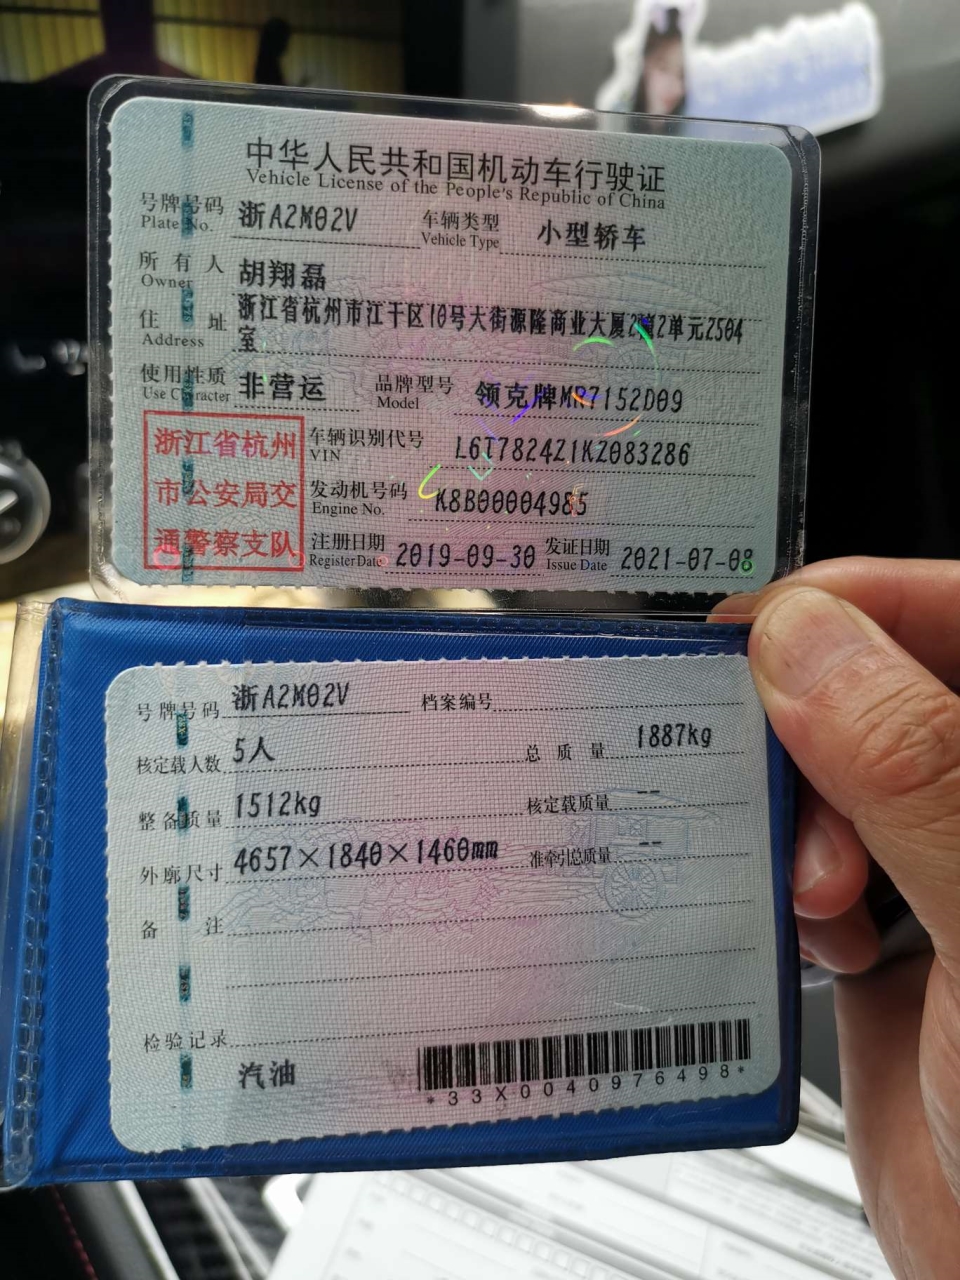 中华人民共和国机动车行驶证
Vehicle License of the People's Republic of China
号牌号码 浙A2M02V 车辆类型 小型轿车
Plate No. Vehicle Type
所有人 胡翔磊
Owner
住址 浙江省杭州市江干区10号大街源隆商业大厦2幢2单元2504
室
Address
使用性质 非营运 品牌型号 领克牌MR7152D09
Use Character Model
浙江省杭州
市公安局交
通警察支队
车辆识别代号 L6T7824Z1KZ083286
VIN
发动机号码 K8B00004985
Engine No.
注册日期 2019-09-30 发证日期 2021-07-08
Register Date Issue Date
号牌号码 浙A2M02V 档案编号
核定载人数 5人 总质量 1887kg
整备质量 1512kg 核定载质量 --
外廓尺寸 4657×1840×1460mm 准牵引总质量 --
备注
检验记录
汽油
*33X0040976498*